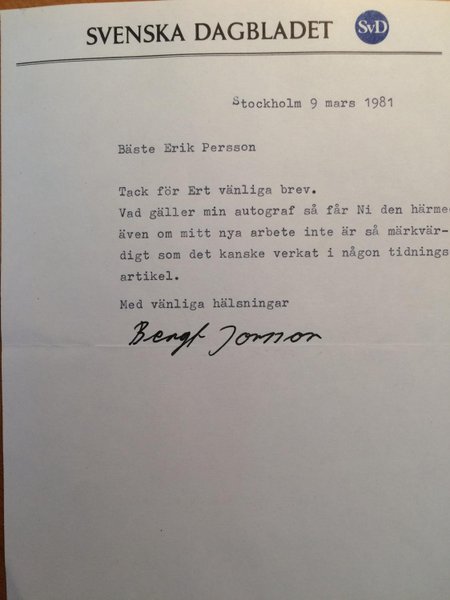 SVENSKA DAGBLADET SvD
Stockholm 9 mars 1981
Bäste Erik Persson
Tack för Ert vänliga brev.
Vad gäller min autograf så får Ni den härme
även om mitt nya arbete inte är så märkvär-
digt som det kanske verkat i någon tidnings
artikel.
Med vänliga hälsningar
Bengt Jonsson